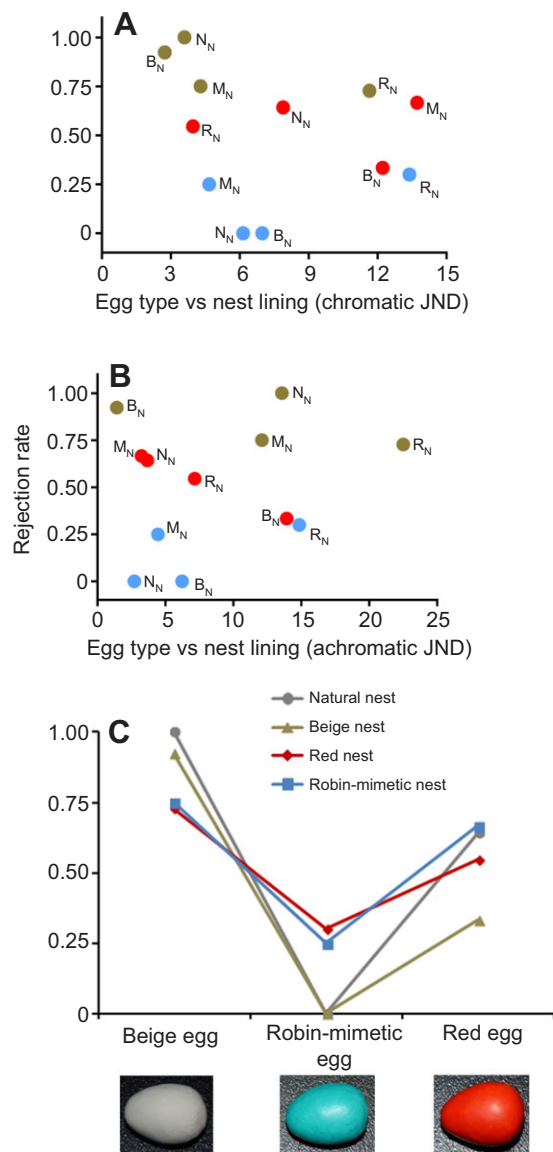 A
1.00
0.75
0.50
0.25
0
B_N
N_N
M_N
R_N
N_N
R_N
M_N
M_N
B_N
R_N
N_N
B_N
3 6 9 12 15
Egg type vs nest lining (chromatic JND)
B
Rejection rate
1.00
0.75
0.50
0.25
0
B_N
N_N
M_N
R_N
M_N
N_N
R_N
M_N
B_N
R_N
N_N
B_N
0 5 10 15 20 25
Egg type vs nest lining (achromatic JND)
C
Natural nest
Beige nest
Red nest
Robin-mimetic nest
1.00
0.75
0.50
0.25
0
Beige egg
Robin-mimetic
egg
Red egg